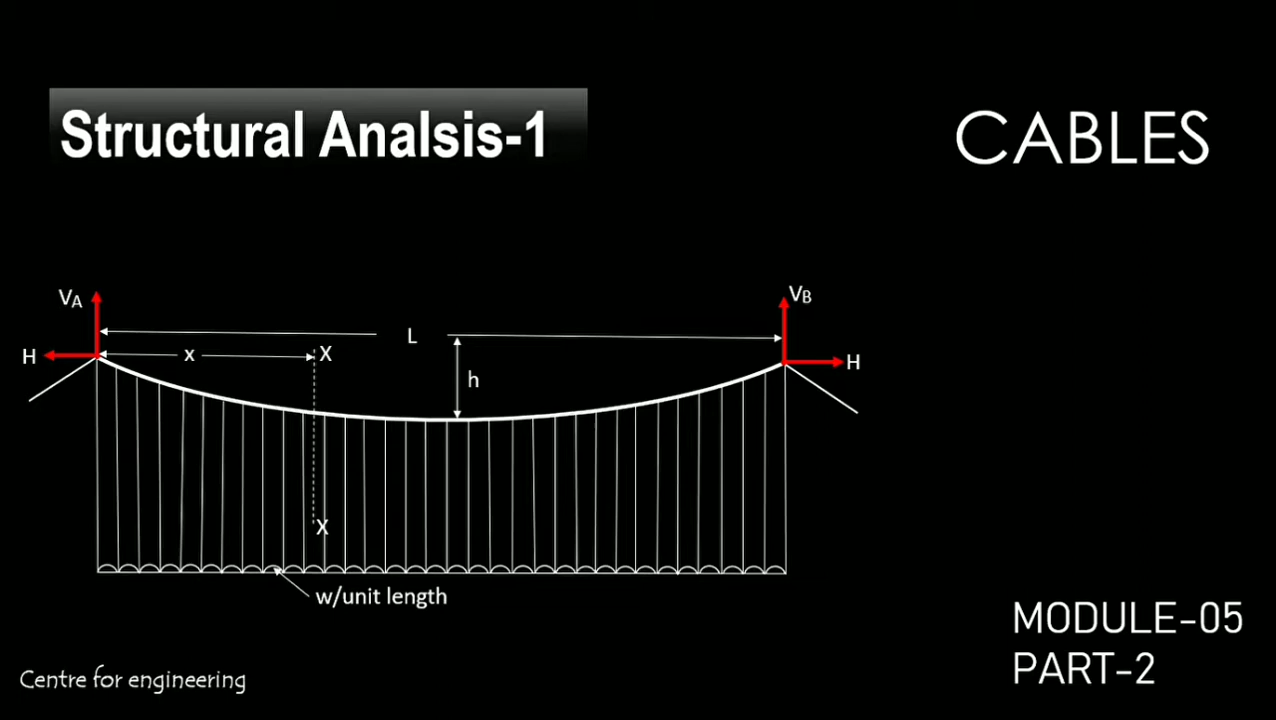 Structural Analsis-1
CABLES
VA
VB
L
H
x
X
h
H
X
w/unit length
MODULE-05
PART-2
Centre for engineering